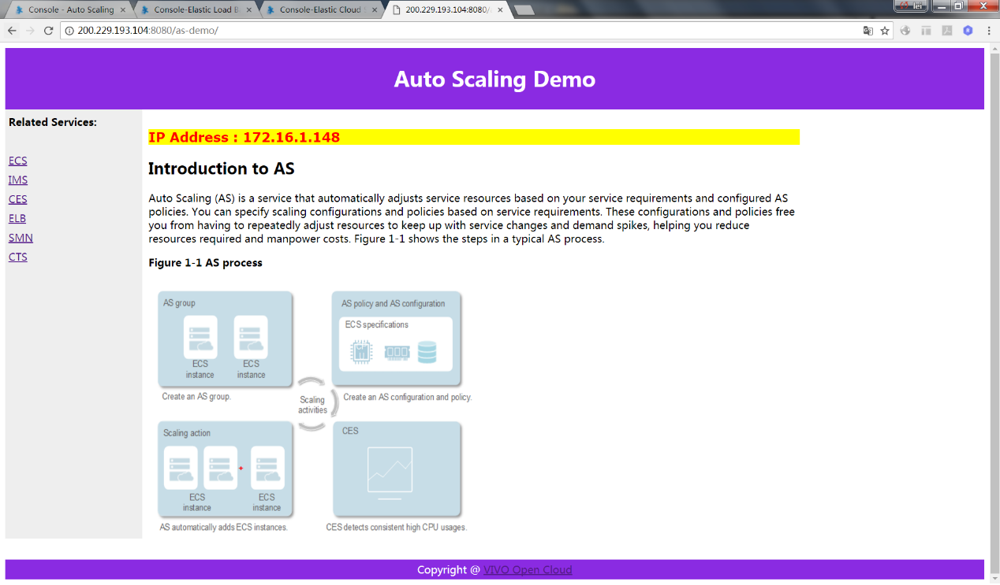 Console - Auto Scaling
Console-Elastic Load B
Console-Elastic Cloud
200.229.193.104:8080/
lei
200.229.193.104:8080/as-demo/
Auto Scaling Demo
Related Services:
ECS
IMS
CES
ELB
SMN
CTS
IP Address : 172.16.1.148
Introduction to AS
Auto Scaling (AS) is a service that automatically adjusts service resources based on your service requirements and configured AS
policies. You can specify scaling configurations and policies based on service requirements. These configurations and policies free
you from having to repeatedly adjust resources to keep up with service changes and demand spikes, helping you reduce
resources required and manpower costs. Figure 1-1 shows the steps in a typical AS process.
Figure 1-1 AS process
AS group
ECS
instance
ECS
instance
Create an AS group.
AS policy and AS configuration
ECS specifications
Create an AS configuration and policy.
Scaling
activities
Scaling action
+
ECS
instance
ECS
instance
AS automatically adds ECS instances.
CES
CES detects consistent high CPU usages.
Copyright @ VIVO Open Cloud